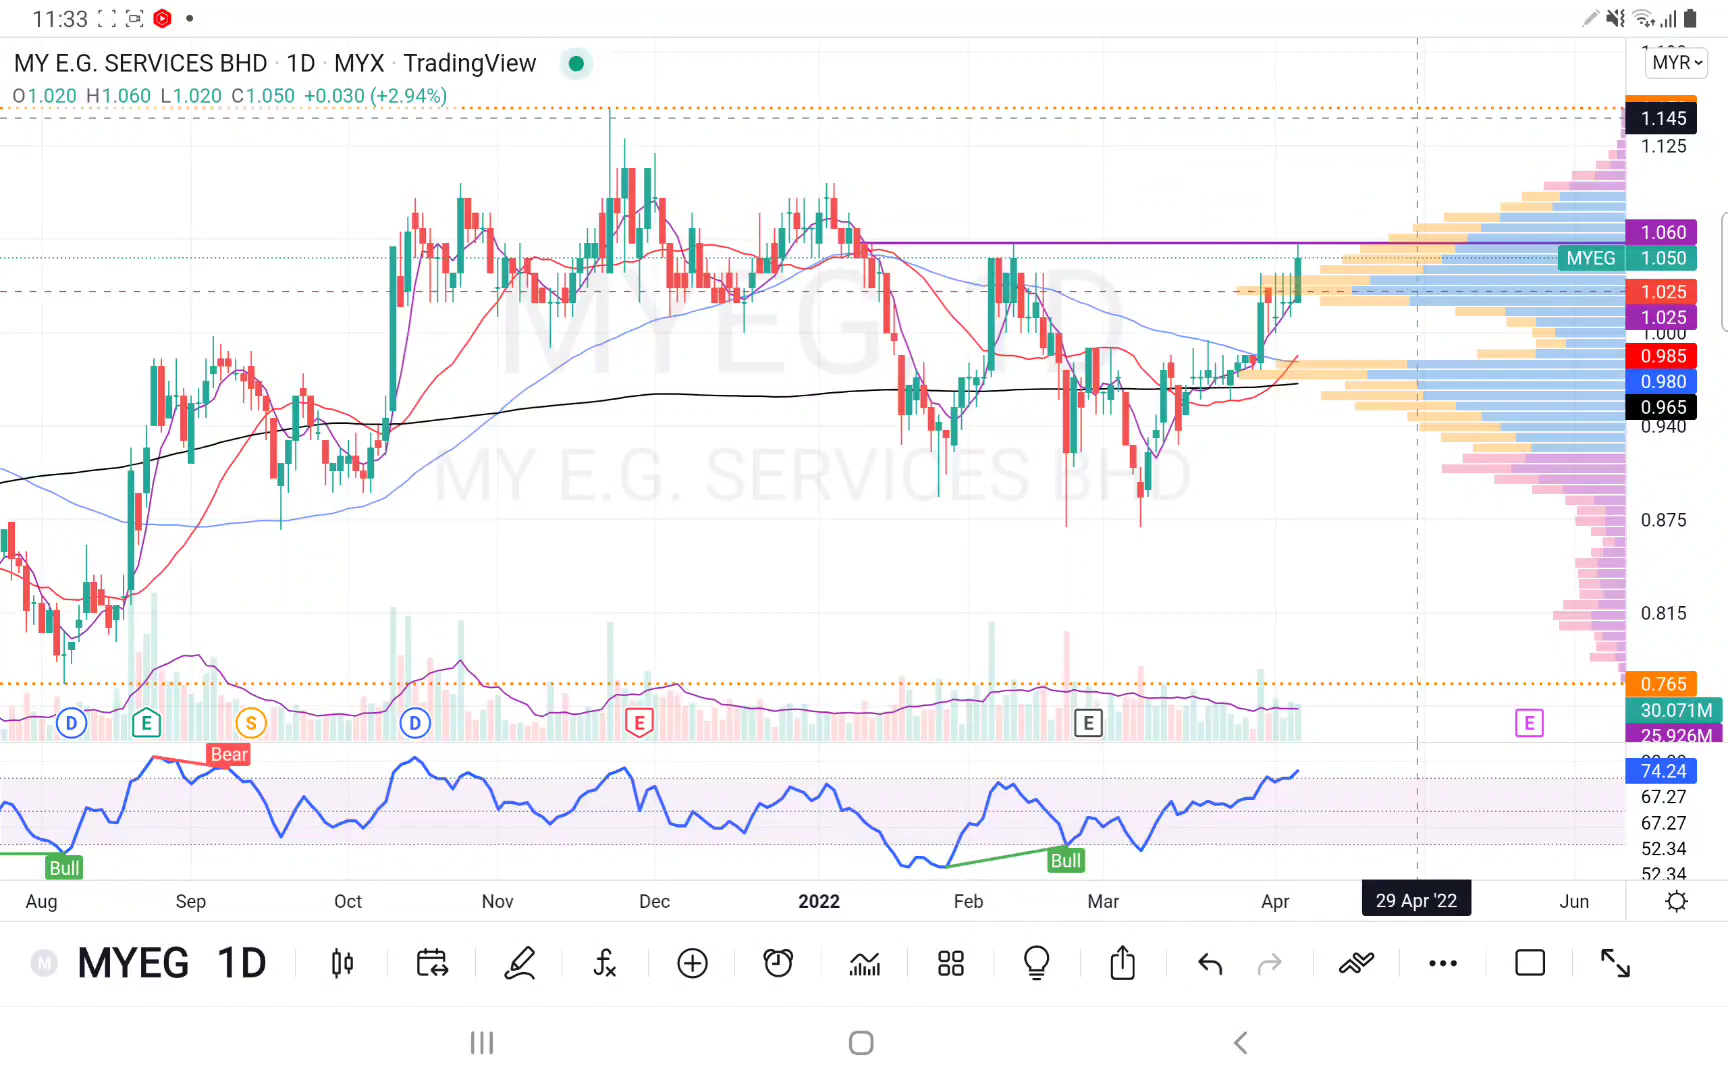 11:33
MY E.G. SERVICES BHD · 1D · MYX · TradingView
MYR
O1.020 H1.060 L1.020 C1.050 +0.030 (+2.94%)
1.145
1.125
1.060
MYEG 1.050
1.025
1.025
1.000
0.985
0.980
0.965
0.940
0.875
0.815
0.765
30.071M
25.926M
MYEG, 1D
MY E.G. SERVICES BHD
D E S D E E E
Bear
74.24
67.27
67.27
52.34
52.34
Bull
Bull
Aug Sep Oct Nov Dec 2022 Feb Mar Apr 29 Apr '22 Jun
M MYEG 1D